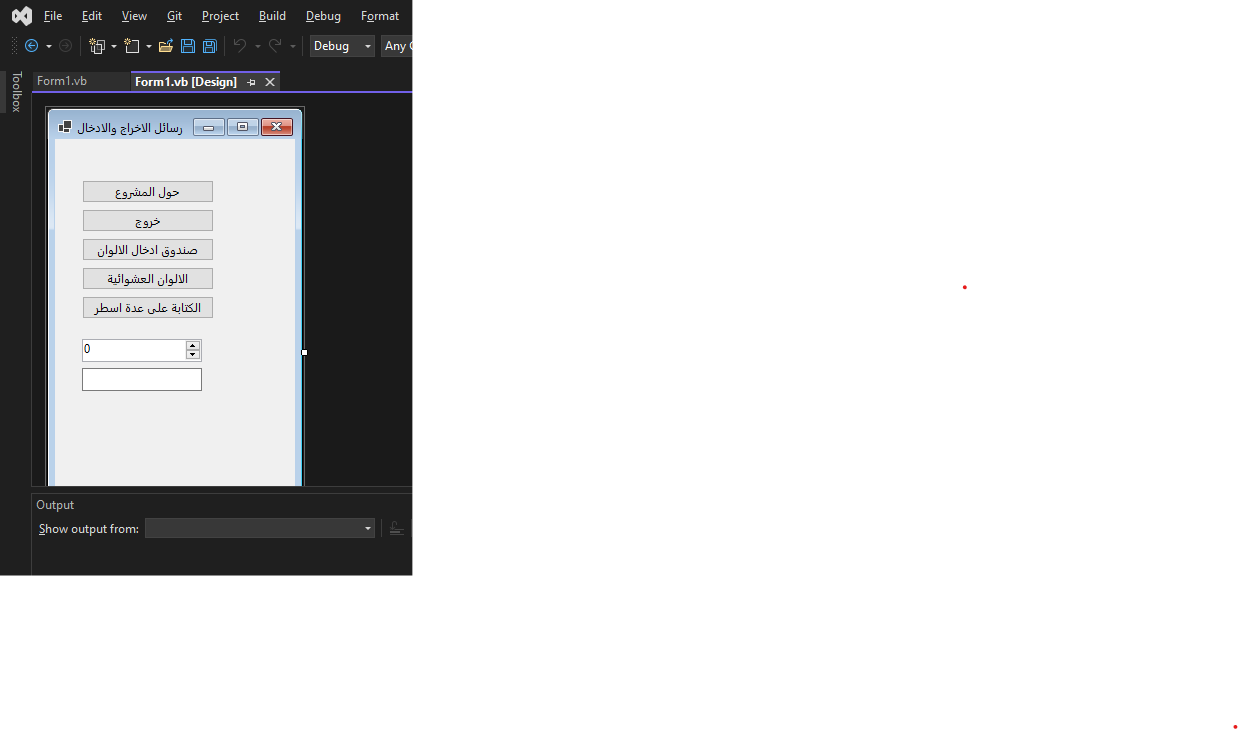 File Edit View Git Project Build Debug Format
Debug Any
Toolbox
Form1.vb Form1.vb [Design]
رسائل الاخراج والادخال
حول المشروع
خروج
صندوق ادخال الالوان
الالوان العشوائية
الكتابة على عدة اسطر
0
Output
Show output from: